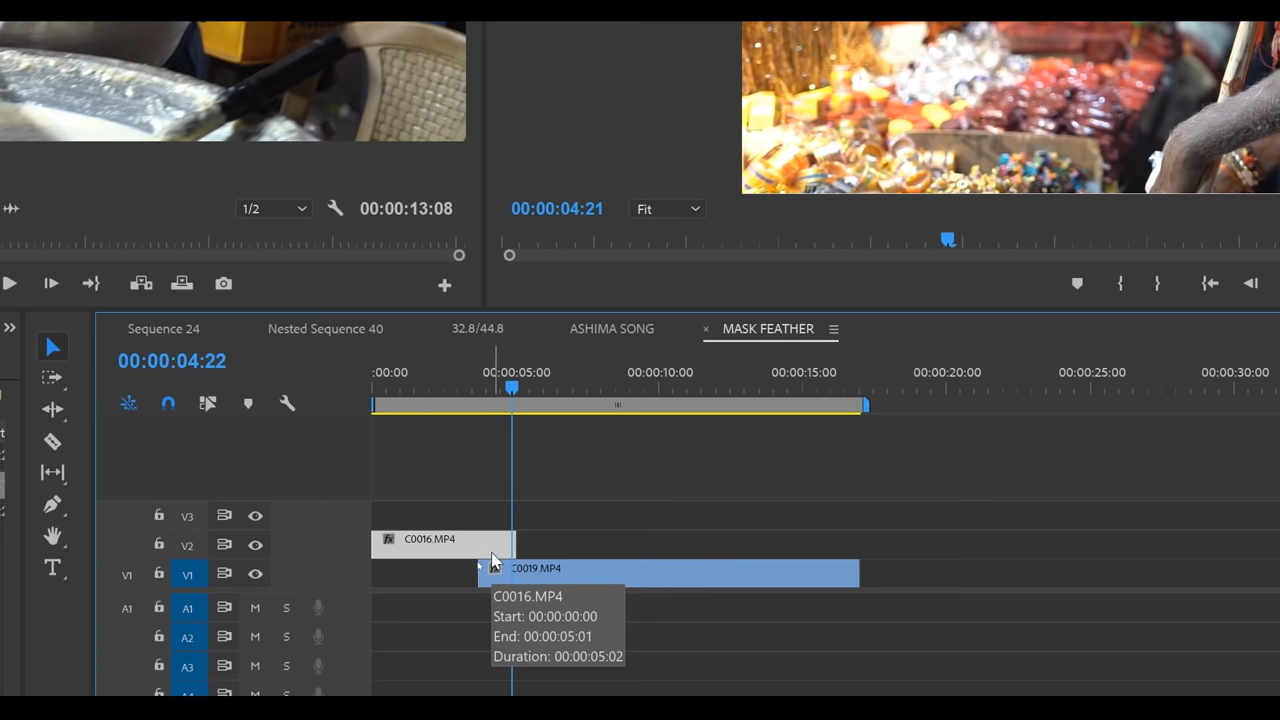 1/2 00:00:13:08 00:00:04:21 Fit
Sequence 24 Nested Sequence 40 32.8/44.8 ASHIMA SONG × MASK FEATHER
00:00:04:22
:00:00 00:00:05:00 00:00:10:00 00:00:15:00 00:00:20:00 00:00:25:00 00:00:30:00
V3
V2 fx C0016.MP4
V1 V1 C0019.MP4
C0016.MP4
Start: 00:00:00:00
End: 00:00:05:01
Duration: 00:00:05:02
A1 A1 M S
A2 M S
A3 M S
T